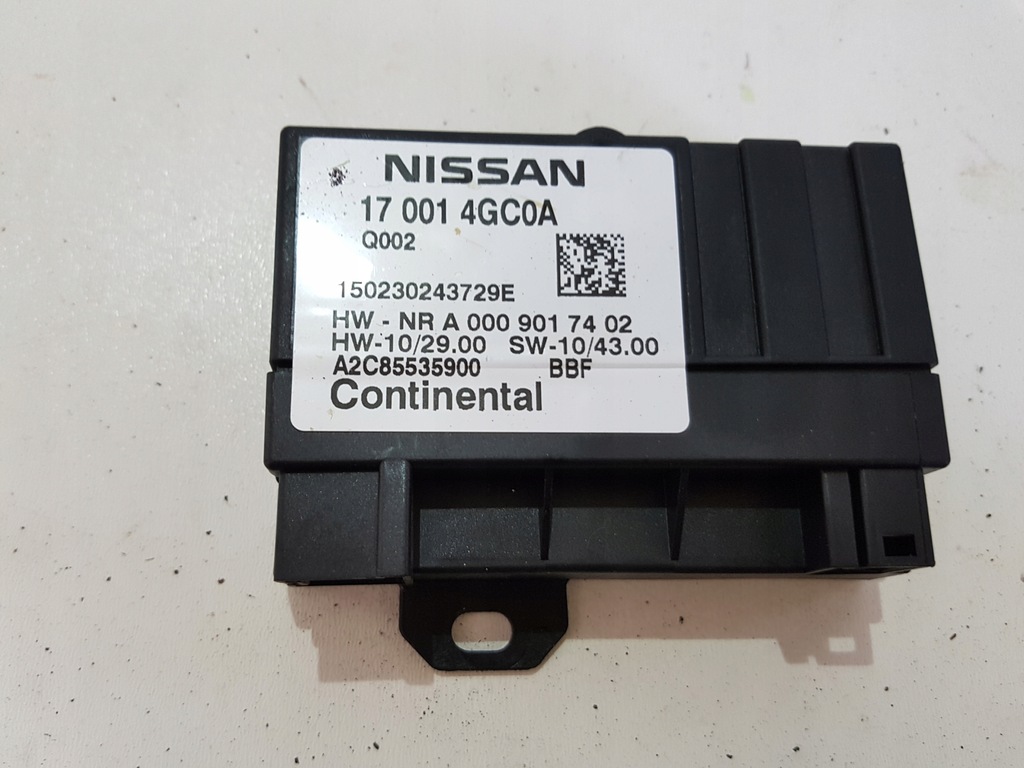 NISSAN
17 001 4GC0A
Q002
150230243729E
HW - NR A 000 901 74 02
HW-10/29.00 SW-10/43.00
A2C85535900 BBF
Continental